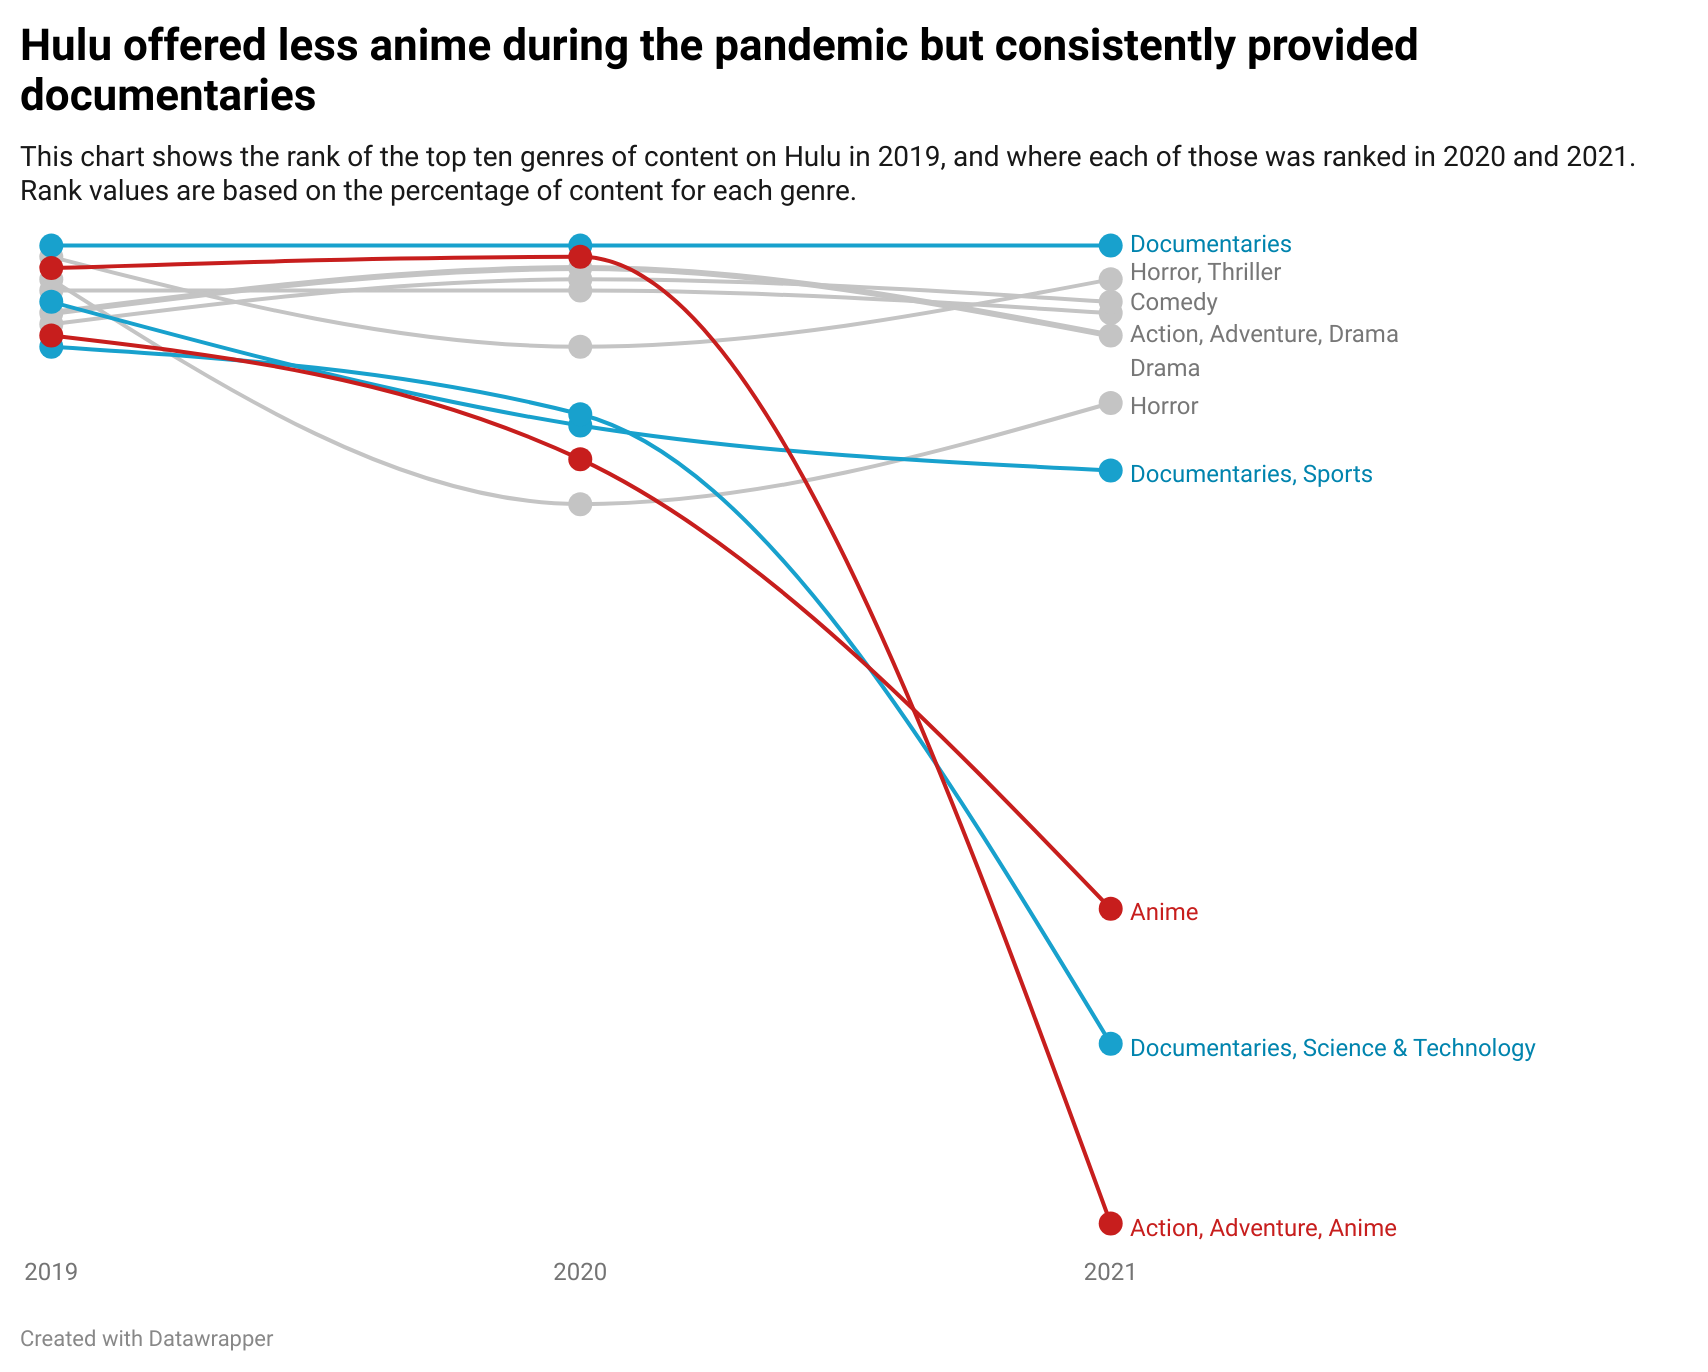 Hulu offered less anime during the pandemic but consistently provided
documentaries
This chart shows the rank of the top ten genres of content on Hulu in 2019, and where each of those was ranked in 2020 and 2021.
Rank values are based on the percentage of content for each genre.
Documentaries
Horror, Thriller
Comedy
Action, Adventure, Drama
Drama
Horror
Documentaries, Sports
Anime
Documentaries, Science & Technology
Action, Adventure, Anime
2019 2020 2021
Created with Datawrapper